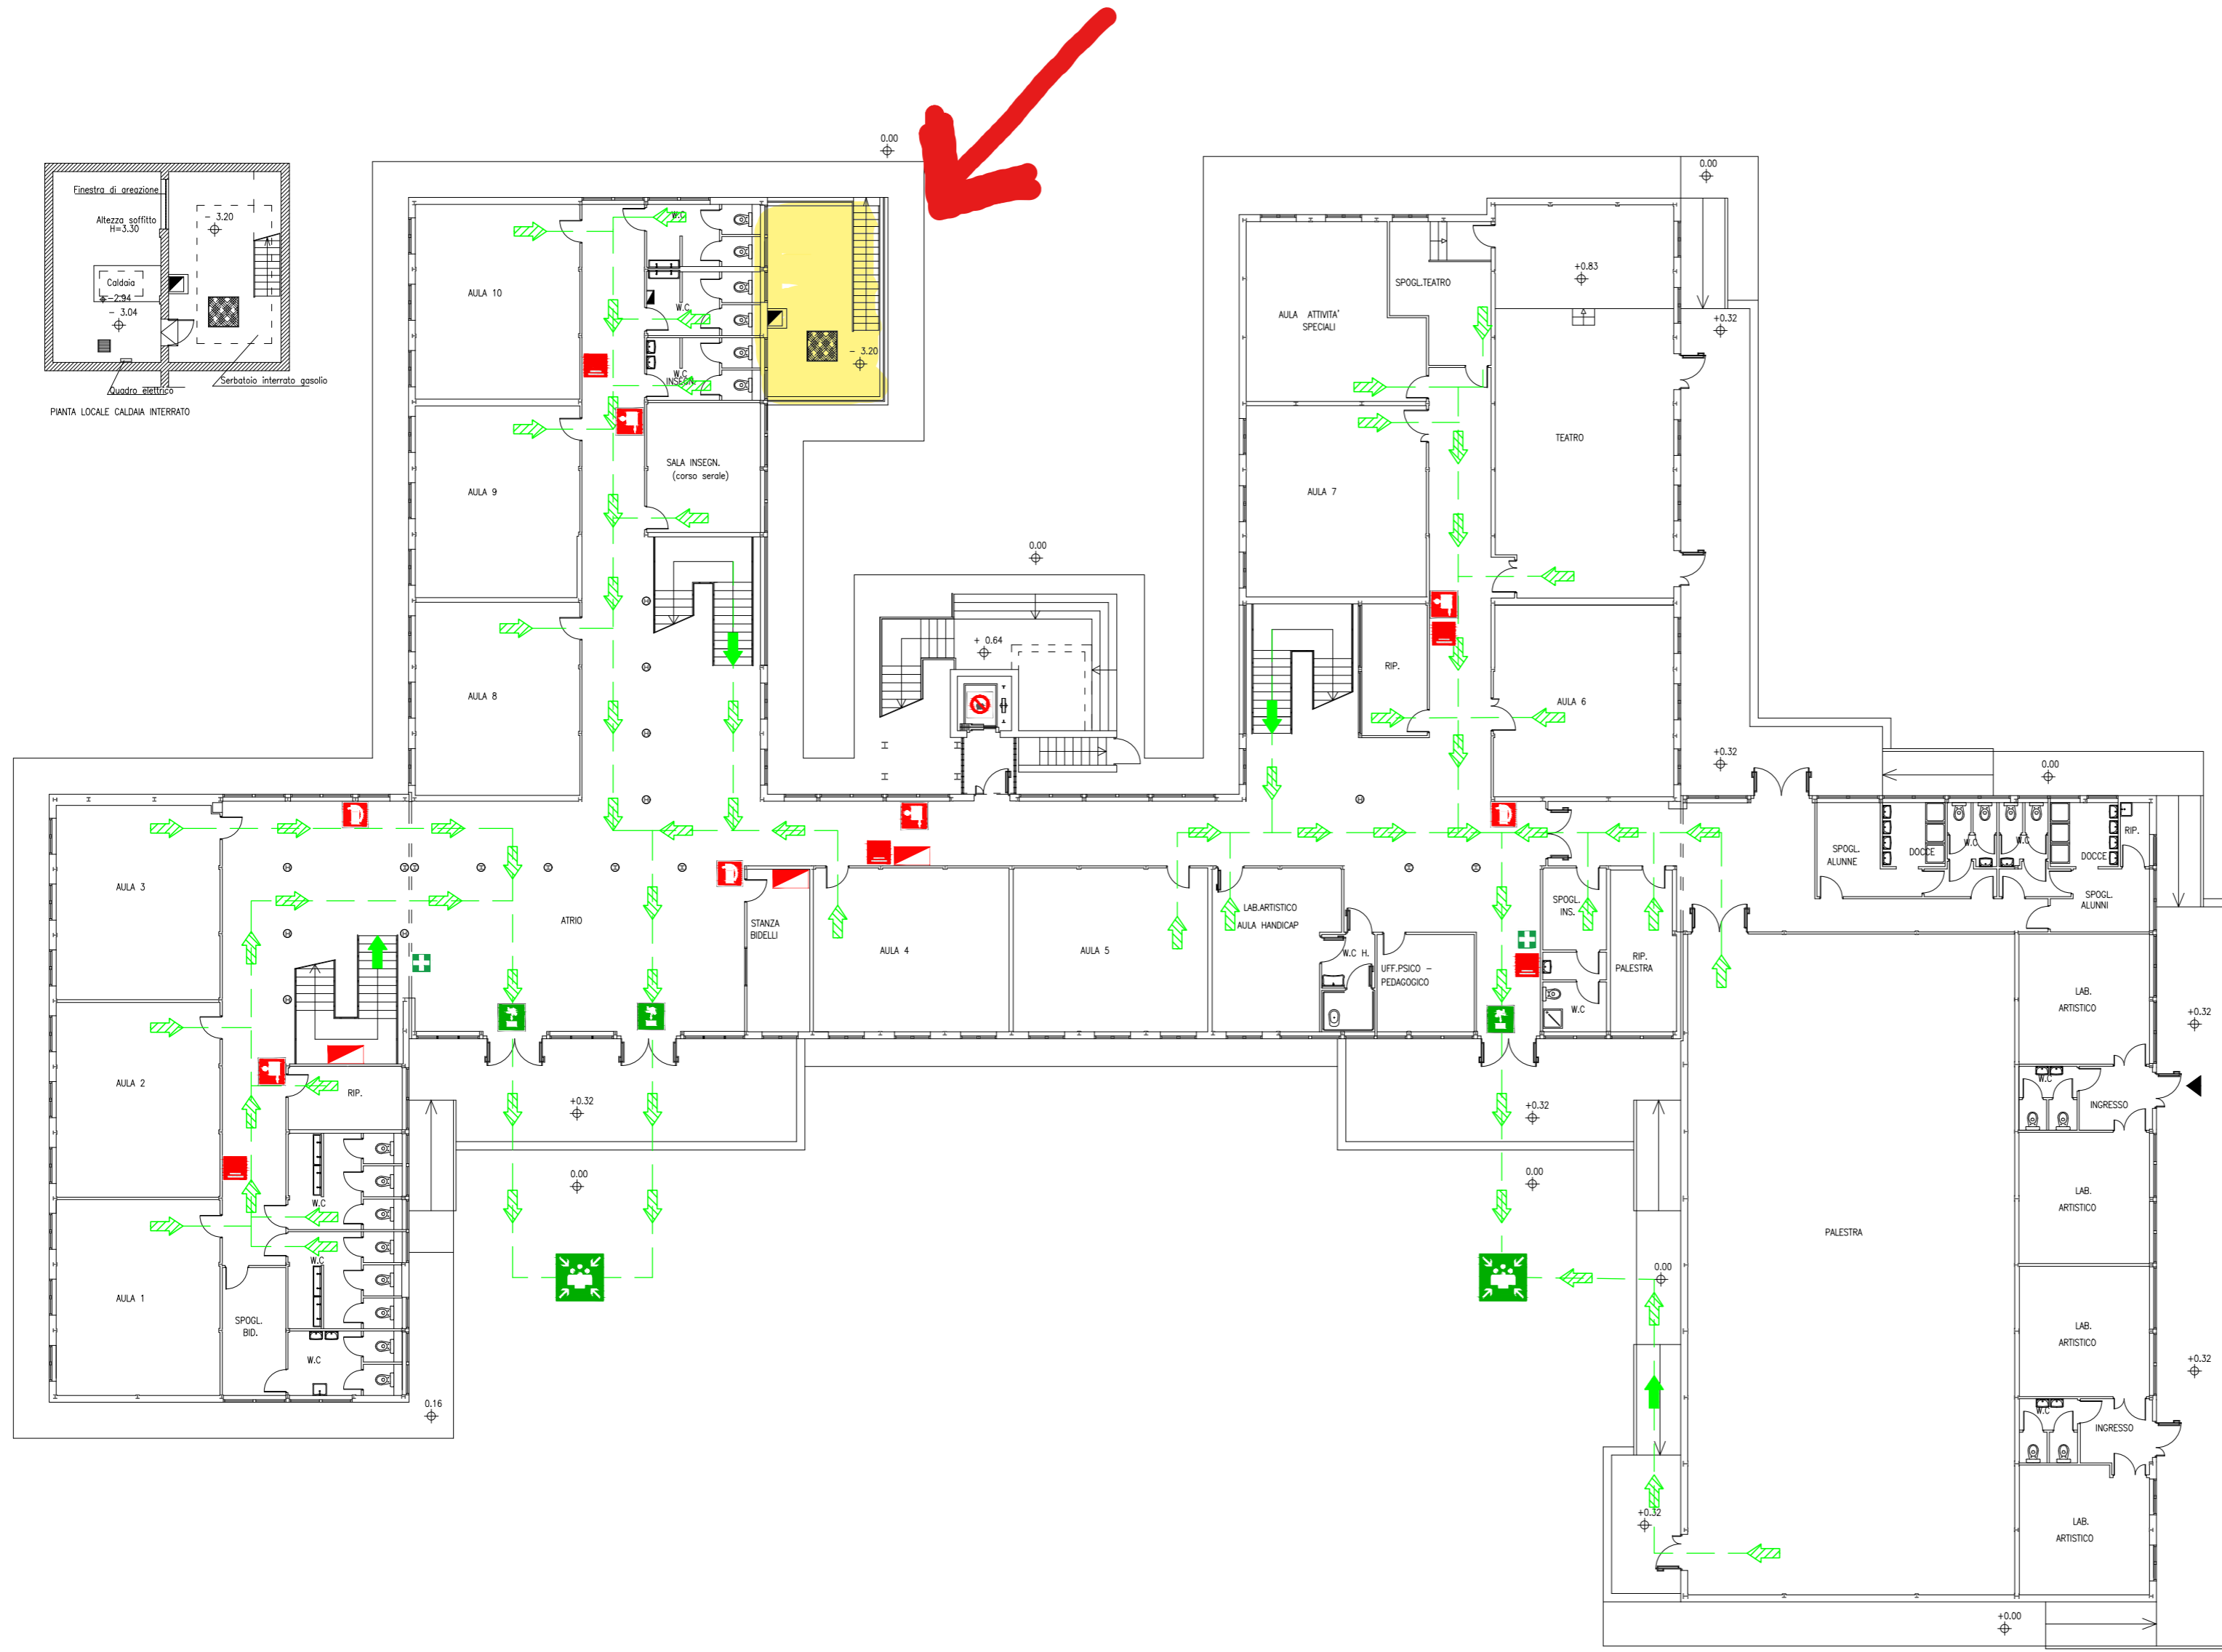 0.00
0.00
Finestra di areazione
Altezza soffitto
H=3.30
- 3.20
Caldaia
-2.94
- 3.04
Serbatoio interrato gasolio
Quadro elettrico
PIANTA LOCALE CALDAIA INTERRATO
AULA 10
W.C
W.C
W.C
INSEGN.
- 3.20
AULA 9
SALA INSEGN.
(corso serale)
AULA 8
0.00
+ 0.64
AULA ATTIVITA'
SPECIALI
SPOGL.TEATRO
+0.83
+0.32
TEATRO
AULA 7
RIP.
AULA 6
+0.32
0.00
AULA 3
ATRIO
STANZA
BIDELLI
AULA 4
AULA 5
LAB.ARTISTICO
AULA HANDICAP
W.C H.
UFF.PSICO -
PEDAGOGICO
SPOGL.
INS.
W.C
RIP.
PALESTRA
SPOGL.
ALUNNE
DOCCE
W.C
W.C
DOCCE
RIP.
SPOGL.
ALUNNI
LAB.
ARTISTICO
+0.32
AULA 2
RIP.
+0.32
+0.32
W.C
INGRESSO
0.00
0.00
W.C
W.C
LAB.
ARTISTICO
PALESTRA
AULA 1
SPOGL.
BID.
W.C
0.00
LAB.
ARTISTICO
+0.32
0.16
W.C
INGRESSO
+0.32
LAB.
ARTISTICO
+0.00